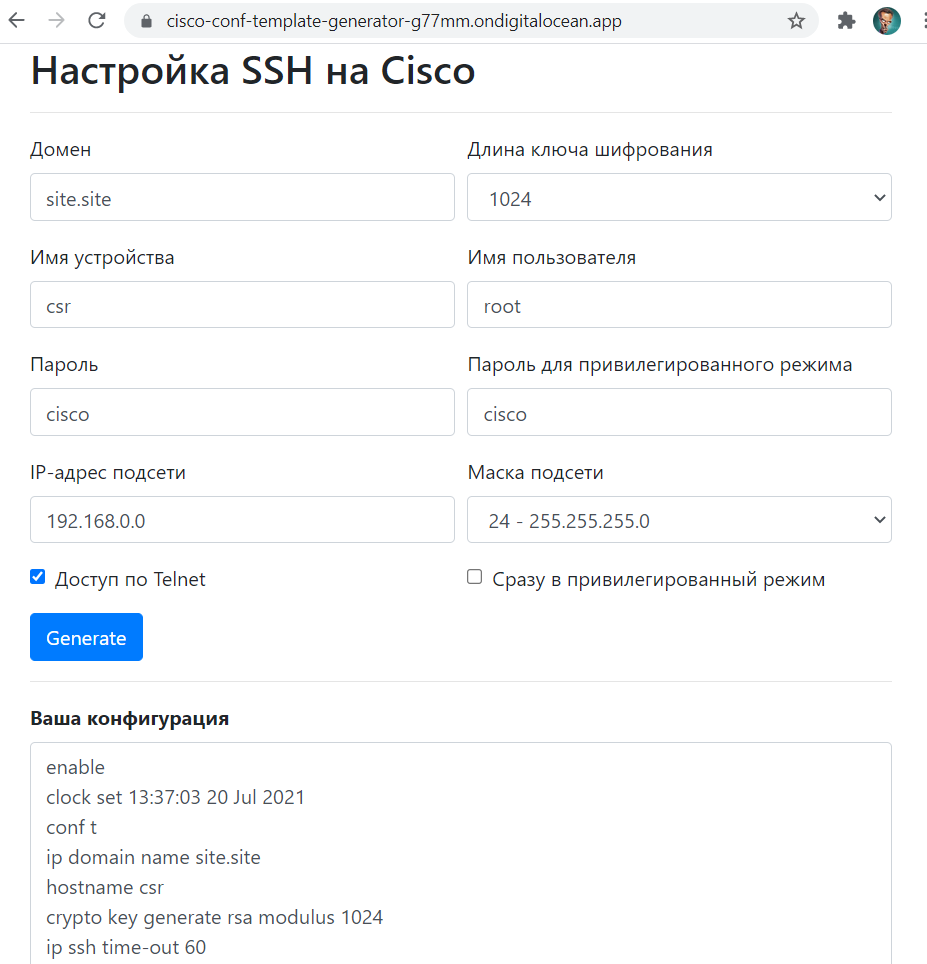 cisco-conf-template-generator-g77mm.ondigitalocean.app
Настройка SSH на Cisco
Домен
Длина ключа шифрования
site.site
1024
Имя устройства
Имя пользователя
csr
root
Пароль
Пароль для привилегированного режима
cisco
cisco
IP-адрес подсети
Маска подсети
192.168.0.0
24 - 255.255.255.0
Доступ по Telnet
Сразу в привилегированный режим
Generate
Ваша конфигурация
enable
clock set 13:37:03 20 Jul 2021
conf t
ip domain name site.site
hostname csr
crypto key generate rsa modulus 1024
ip ssh time-out 60